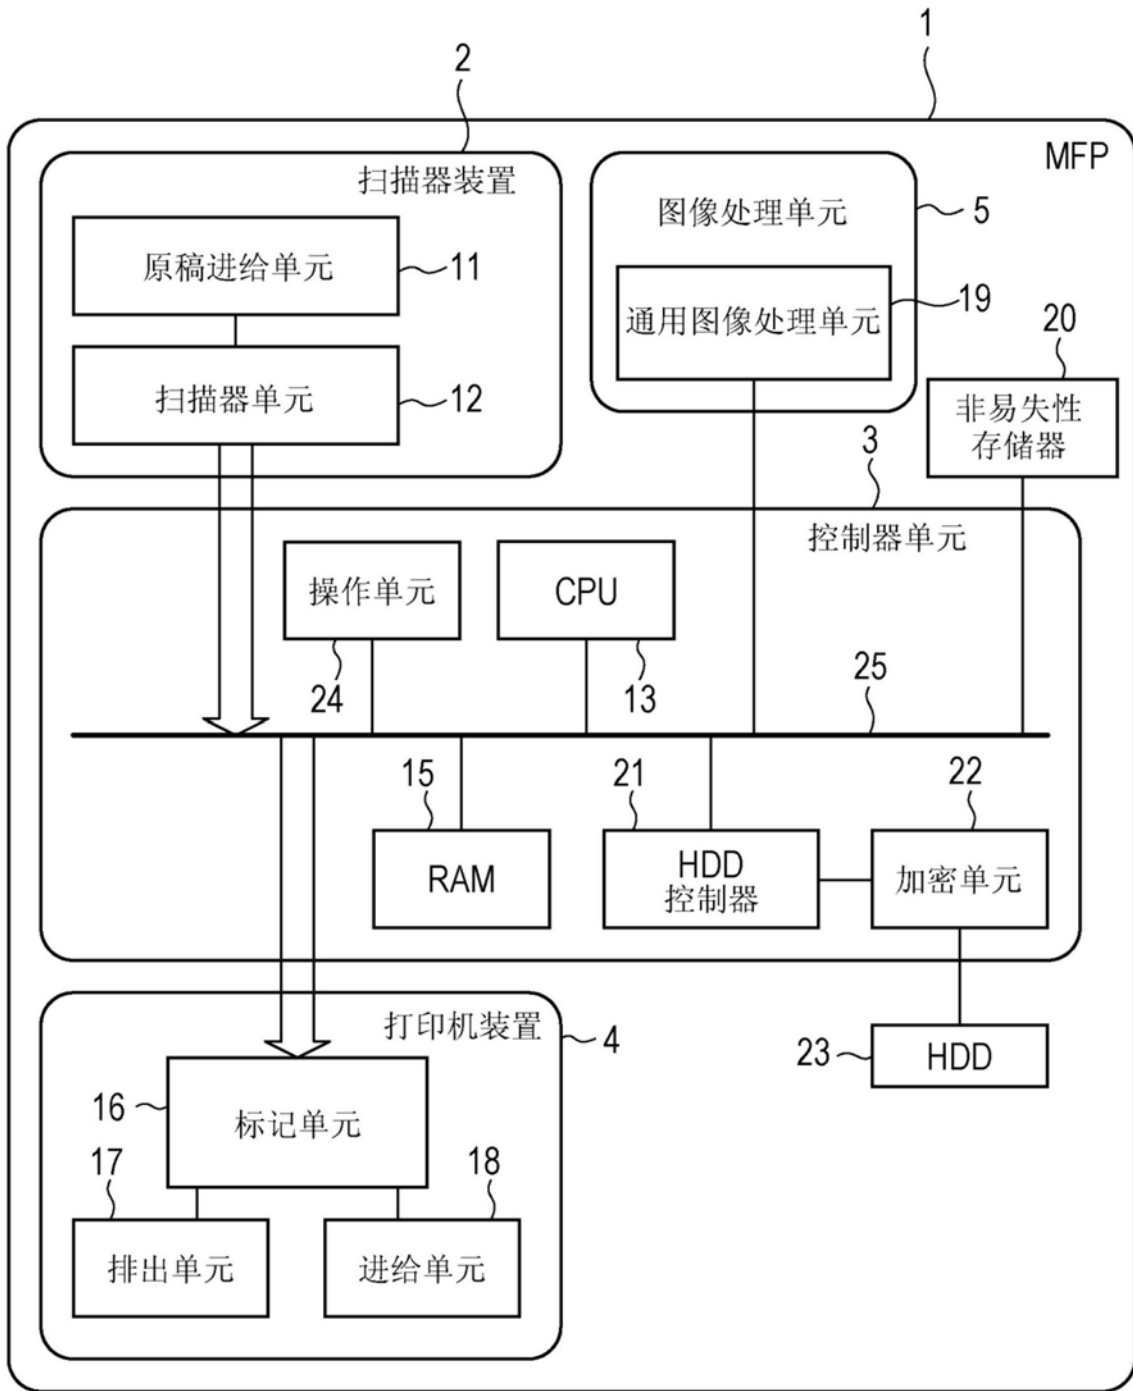 1
2
MFP
扫描器装置
图像处理单元
5
原稿进给单元
11
通用图像处理单元
19
20
扫描器单元
12
非易失性
存储器
3
控制器单元
操作单元
CPU
24
13
25
15
21
22
RAM
HDD
控制器
加密单元
打印机装置
4
23
HDD
16
标记单元
17
18
排出单元
进给单元